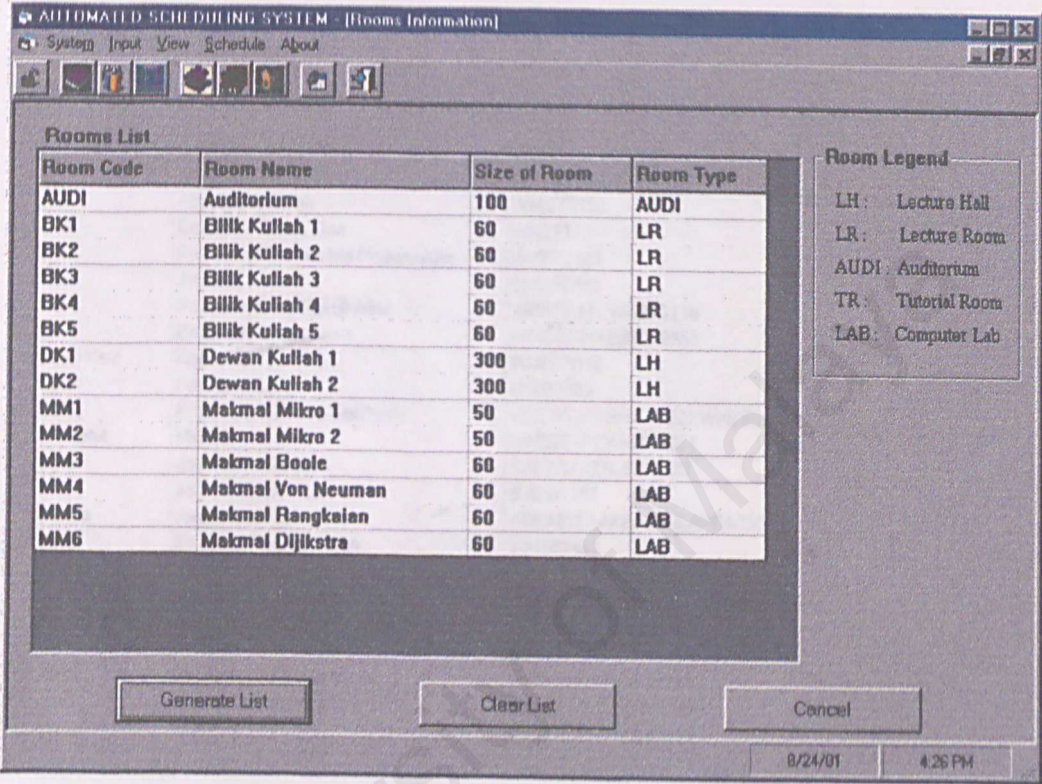 AUTOMATED SCHEDULING SYSTEM - [Rooms Information]
System Input View Schedule About
Rooms List
Room Code Room Name Size of Room Room Type
AUDI Auditorium 100 AUDI
BK1 Bilik Kuliah 1 60 LR
BK2 Bilik Kuliah 2 60 LR
BK3 Bilik Kuliah 3 60 LR
BK4 Bilik Kuliah 4 60 LR
BK5 Bilik Kuliah 5 60 LR
DK1 Dewan Kuliah 1 300 LH
DK2 Dewan Kuliah 2 300 LH
MM1 Makmal Mikro 1 50 LAB
MM2 Makmal Mikro 2 50 LAB
MM3 Makmal Boole 60 LAB
MM4 Makmal Von Neuman 60 LAB
MM5 Makmal Rangkaian 60 LAB
MM6 Makmal Dijikstra 60 LAB
Room Legend
LH : Lecture Hall
LR : Lecture Room
AUDI : Auditorium
TR : Tutorial Room
LAB : Computer Lab
Generate List Clear List Cancel
8/24/01 4:26 PM
of Malay